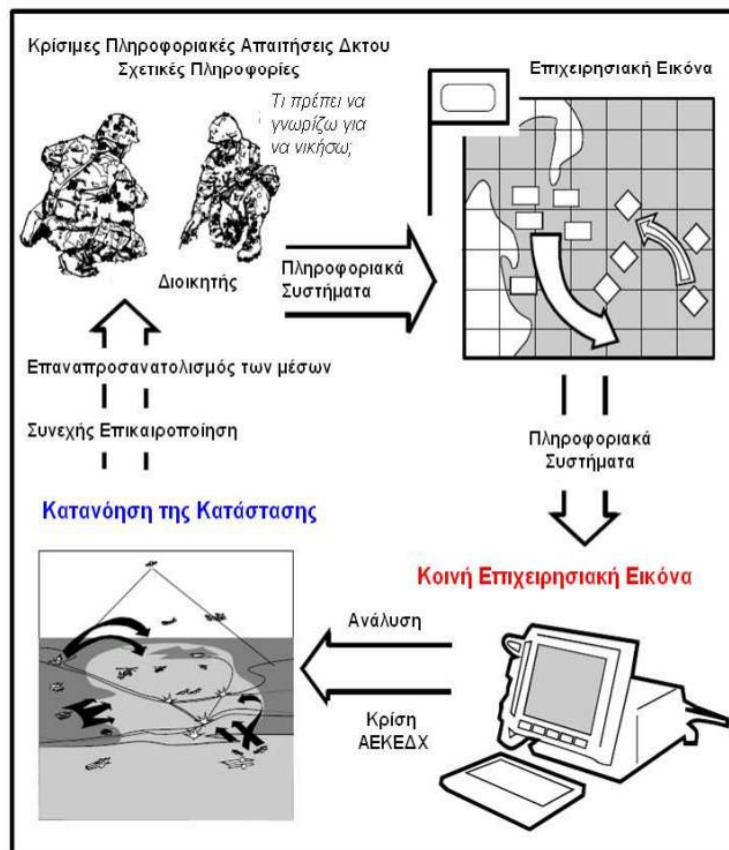 Κρίσιμες Πληροφοριακές Απαιτήσεις Δκτου
Σχετικές Πληροφορίες
Τι πρέπει να
γνωρίζω για
να νικήσω;
Διοικητής
Πληροφοριακά
Συστήματα
Επιχειρησιακή Εικόνα
Πληροφοριακά
Συστήματα
Κοινή Επιχειρησιακή Εικόνα
Ανάλυση
Κρίση
ΑΕΚΕΔΧ
Κατανόηση της Κατάστασης
Συνεχής Επικαιροποίηση
Επαναπροσανατολισμός των μέσων